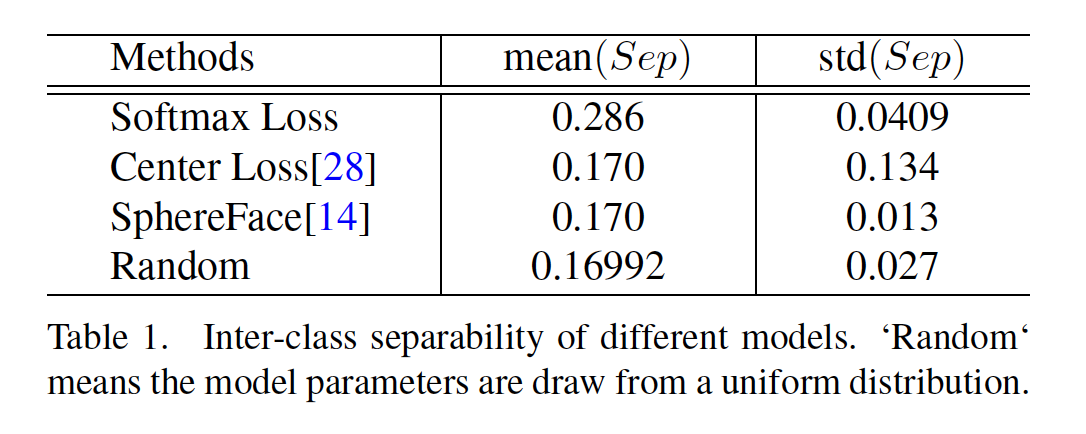 Methods mean(Sep) std(Sep)
Softmax Loss 0.286 0.0409
Center Loss[28] 0.170 0.134
SphereFace[14] 0.170 0.013
Random 0.16992 0.027
Table 1. Inter-class separability of different models. ‘Random‘
means the model parameters are draw from a uniform distribution.